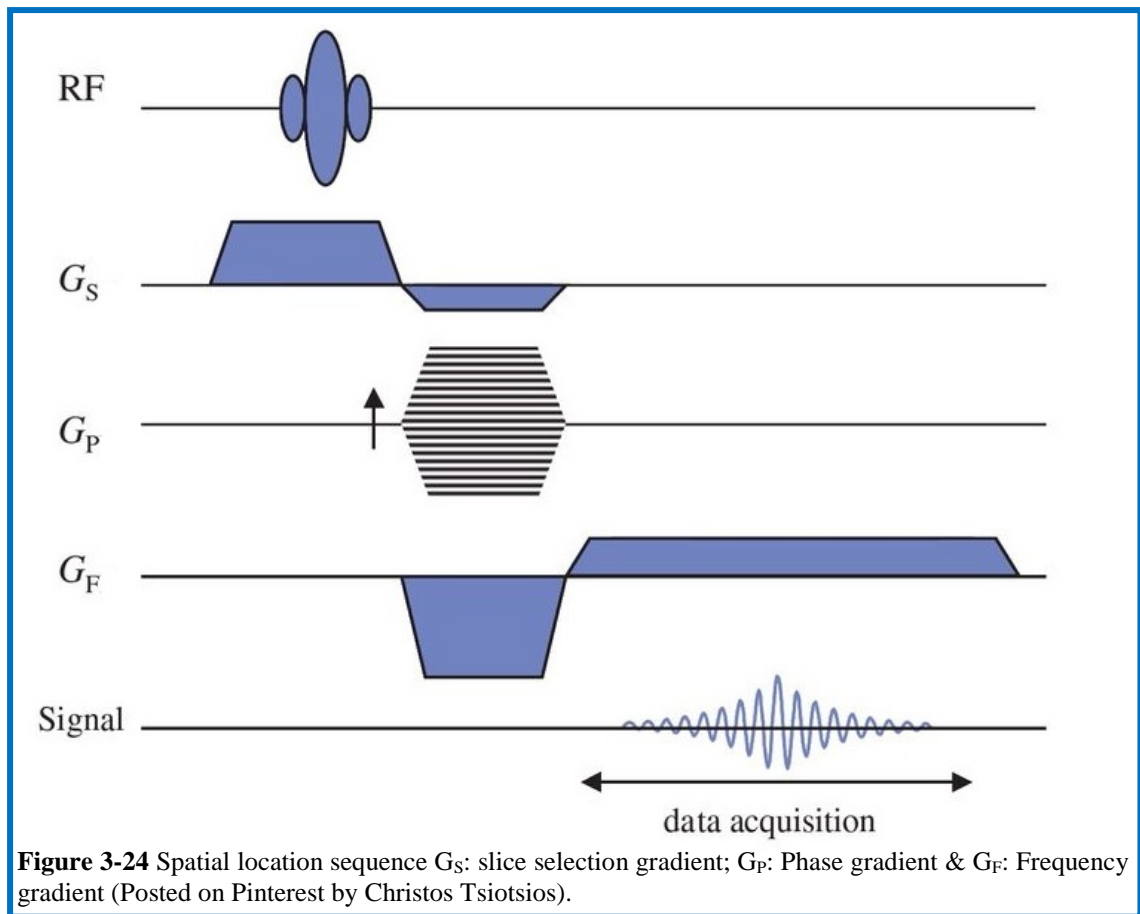 RF
GS
GP
GF
Signal
data acquisition
Figure 3-24 Spatial location sequence GS: slice selection gradient; GP: Phase gradient & GF: Frequency
gradient (Posted on Pinterest by Christos Tsiotsios).